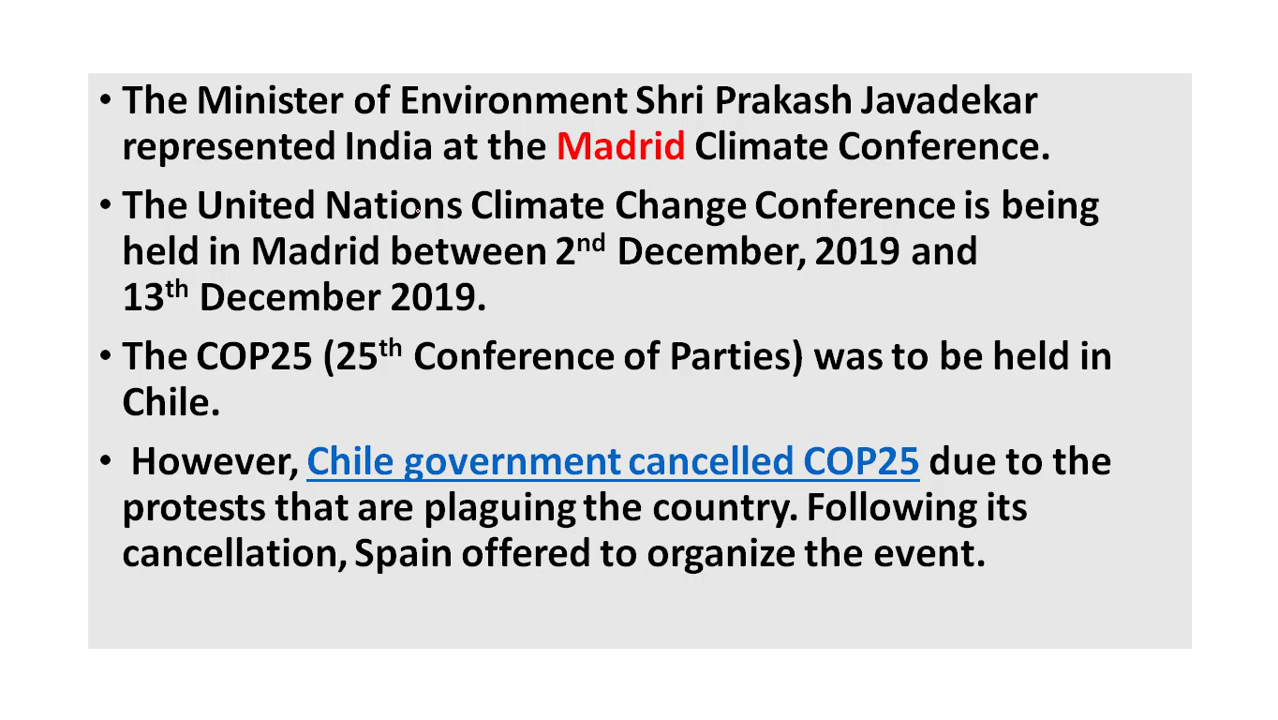 • The Minister of Environment Shri Prakash Javadekar
represented India at the Madrid Climate Conference.
• The United Nations Climate Change Conference is being
held in Madrid between 2nd December, 2019 and
13th December 2019.
• The COP25 (25th Conference of Parties) was to be held in
Chile.
• However, Chile government cancelled COP25 due to the
protests that are plaguing the country. Following its
cancellation, Spain offered to organize the event.